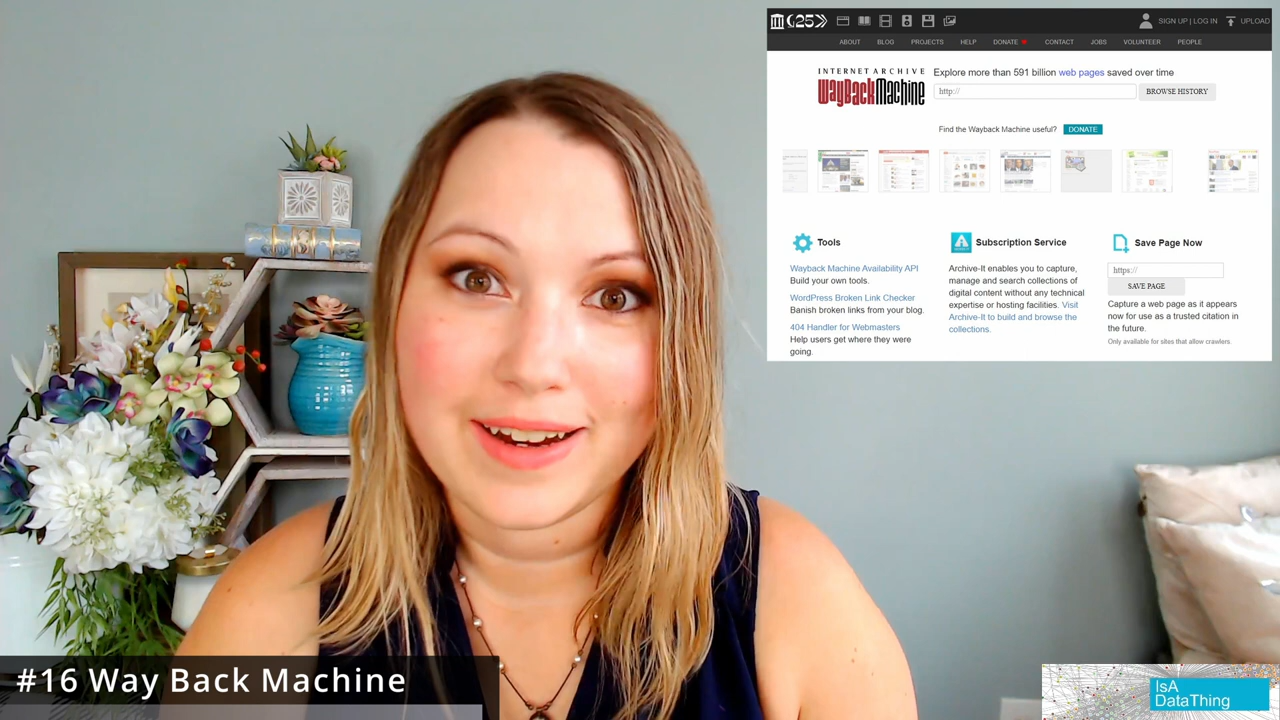 25
SIGN UP | LOG IN
UPLOAD
ABOUT BLOG PROJECTS HELP DONATE CONTACT JOBS VOLUNTEER PEOPLE
INTERNET ARCHIVE
WayBackMachine
Explore more than 591 billion web pages saved over time
http://
BROWSE HISTORY
Find the Wayback Machine useful?
DONATE
Tools
Wayback Machine Availability API
Build your own tools.
WordPress Broken Link Checker
Banish broken links from your blog.
404 Handler for Webmasters
Help users get where they were
going.
Subscription Service
Archive-It enables you to capture,
manage and search collections of
digital content without any technical
expertise or hosting facilities. Visit
Archive-It to build and browse the
collections.
Save Page Now
https://
SAVE PAGE
Capture a web page as it appears
now for use as a trusted citation in
the future.
Only available for sites that allow crawlers.
#16 Way Back Machine
IsA
DataThing